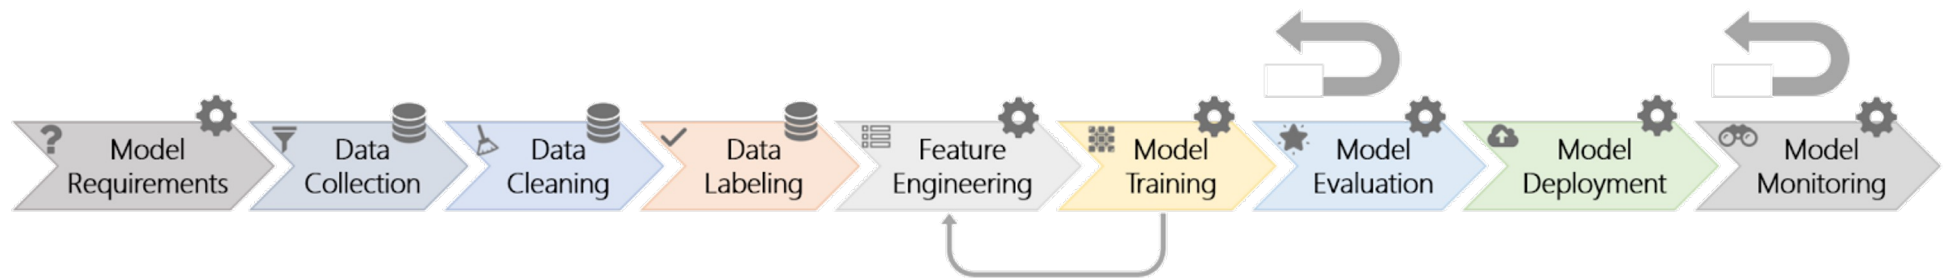 Model
Requirements
Data
Collection
Data
Cleaning
Data
Labeling
Feature
Engineering
Model
Training
Model
Evaluation
Model
Deployment
Model
Monitoring